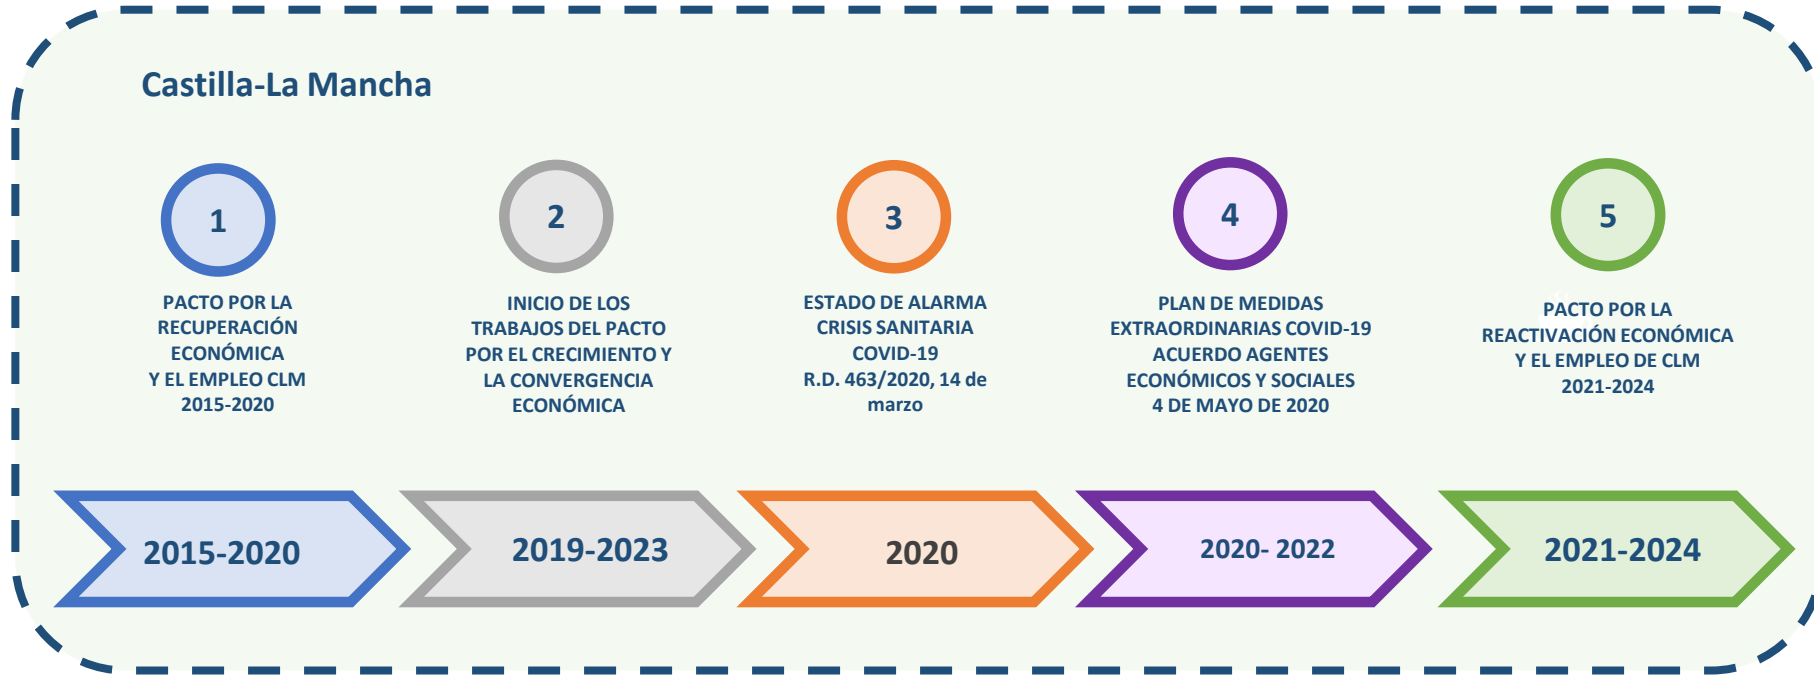 Castilla-La Mancha
1
PACTO POR LA
RECUPERACIÓN
ECONÓMICA
Y EL EMPLEO CLM
2015-2020
2
INICIO DE LOS
TRABAJOS DEL PACTO
POR EL CRECIMIENTO Y
LA CONVERGENCIA
ECONÓMICA
3
ESTADO DE ALARMA
CRISIS SANITARIA
COVID-19
R.D. 463/2020, 14 de
marzo
4
PLAN DE MEDIDAS
EXTRAORDINARIAS COVID-19
ACUERDO AGENTES
ECONÓMICOS Y SOCIALES
4 DE MAYO DE 2020
5
PACTO POR LA
REACTIVACIÓN ECONÓMICA
Y EL EMPLEO DE CLM
2021-2024
2015-2020
2019-2023
2020
2020- 2022
2021-2024